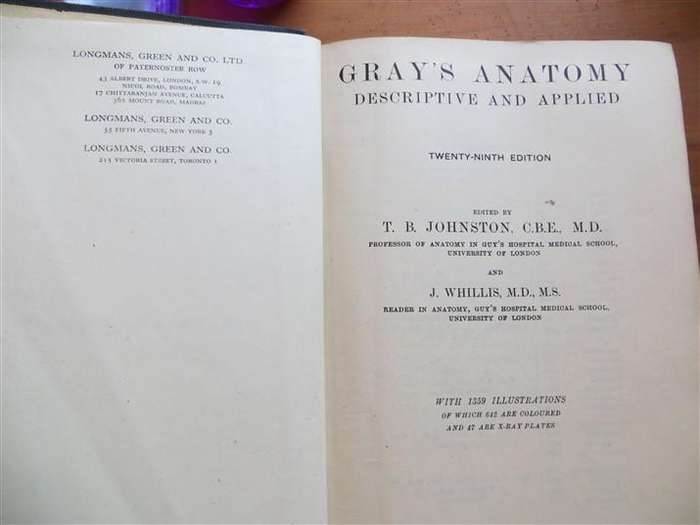 LONGMANS, GREEN AND CO. LTD
OF PATERNOSTER ROW
43 ALBERT DRIVE, LONDON, S.W. 19
NICOL ROAD, BOMBAY
17 CHITTARANJAN AVENUE, CALCUTTA
36A MOUNT ROAD, MADRAS
LONGMANS, GREEN AND CO.
55 FIFTH AVENUE, NEW YORK 3
LONGMANS, GREEN AND CO.
215 VICTORIA STREET, TORONTO 1
GRAY'S ANATOMY
DESCRIPTIVE AND APPLIED
TWENTY-NINTH EDITION
EDITED BY
T. B. JOHNSTON, C.B.E., M.D.
PROFESSOR OF ANATOMY IN GUY'S HOSPITAL MEDICAL SCHOOL,
UNIVERSITY OF LONDON
AND
J. WHILLIS, M.D., M.S.
READER IN ANATOMY, GUY'S HOSPITAL MEDICAL SCHOOL,
UNIVERSITY OF LONDON
WITH 1359 ILLUSTRATIONS
OF WHICH 642 ARE COLOURED
AND 47 ARE X-RAY PLATES